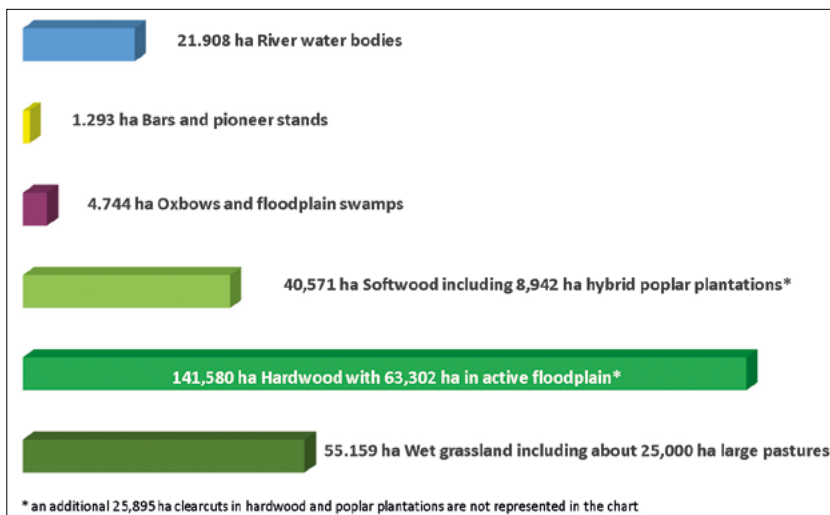 21.908 ha River water bodies
1.293 ha Bars and pioneer stands
4.744 ha Oxbows and floodplain swamps
40,571 ha Softwood including 8,942 ha hybrid poplar plantations*
141,580 ha Hardwood with 63,302 ha in active floodplain*
55.159 ha Wet grassland including about 25,000 ha large pastures
* an additional 25,895 ha clearcuts in hardwood and poplar plantations are not represented in the chart